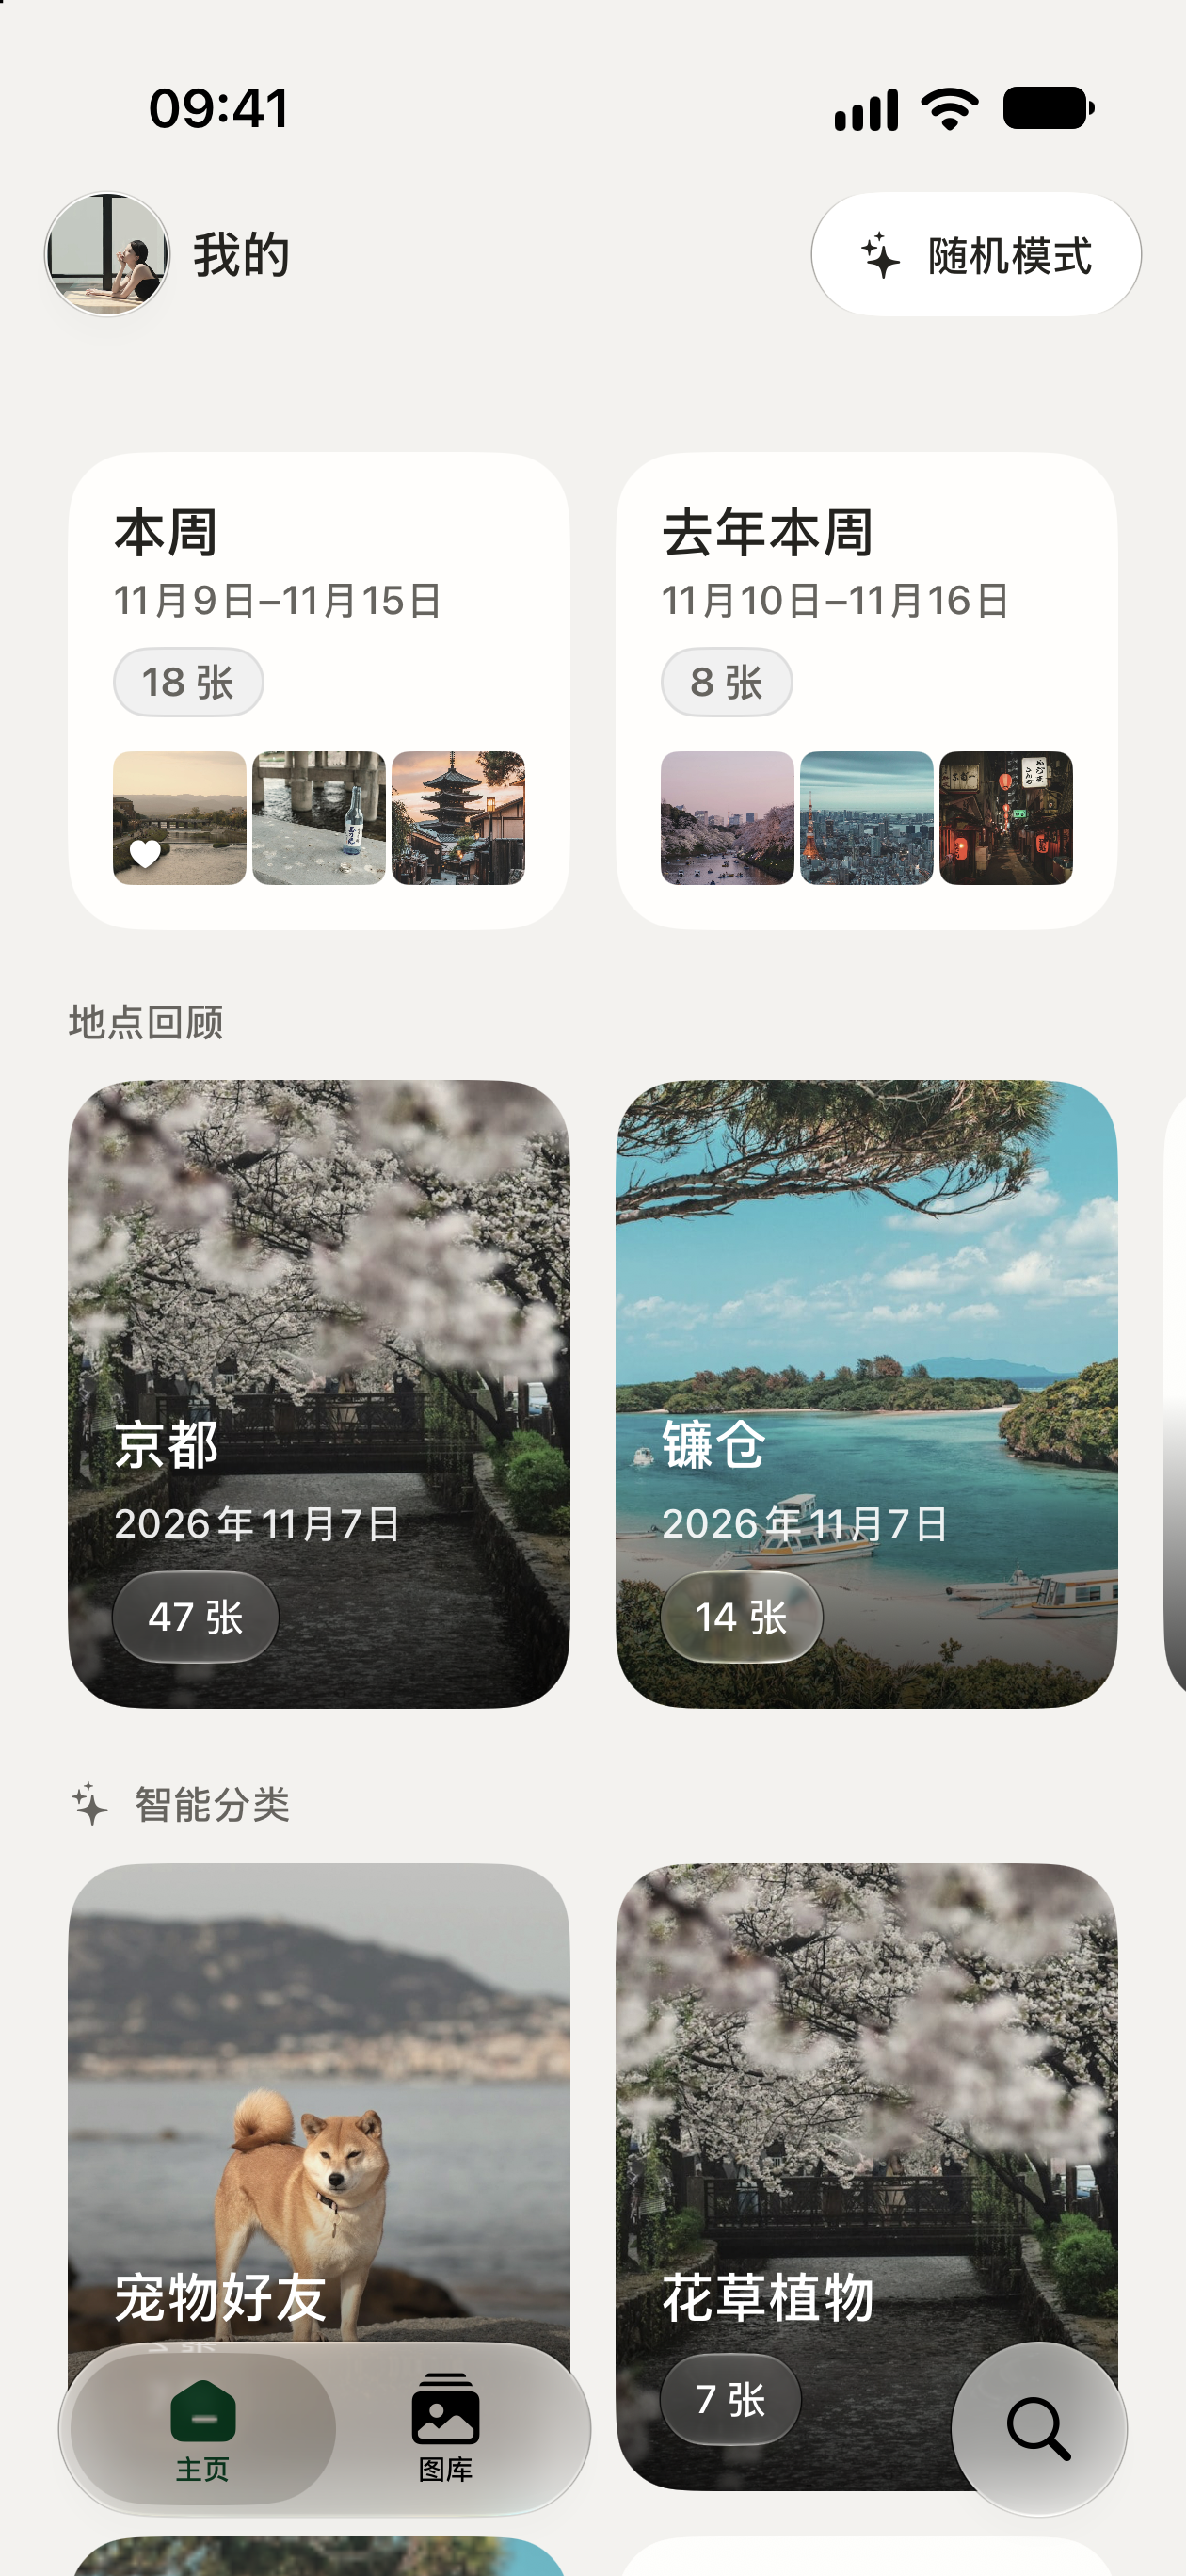 09:41
我的
随机模式
本周
11月9日–11月15日
18 张
去年本周
11月10日–11月16日
8 张
地点回顾
京都
2026年11月7日
47 张
镰仓
2026年11月7日
14 张
智能分类
宠物好友
花草植物
7 张
主页
图库